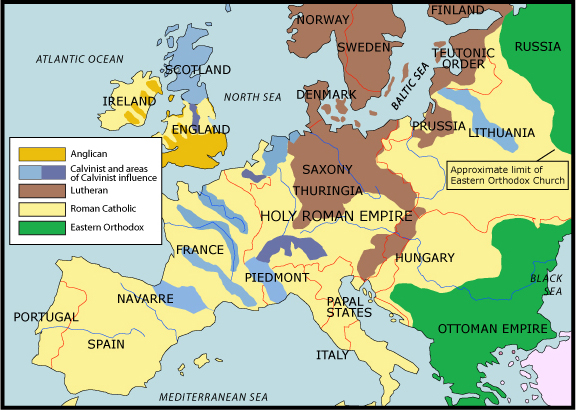 NORWAY
FINLAND
SWEDEN
RUSSIA
TEUTONIC
ORDER
ATLANTIC OCEAN
SCOTLAND
BALTIC SEA
NORTH SEA
DENMARK
IRELAND
ENGLAND
PRUSSIA
LITHUANIA
Anglican
Calvinist and areas
of Calvinist influence
Lutheran
Roman Catholic
Eastern Orthodox
SAXONY
THURINGIA
Approximate limit of
Eastern Orthodox Church
HOLY ROMAN EMPIRE
FRANCE
HUNGARY
PIEDMONT
BLACK
SEA
NAVARRE
PAPAL
STATES
PORTUGAL
OTTOMAN EMPIRE
SPAIN
ITALY
MEDITERRANEAN SEA